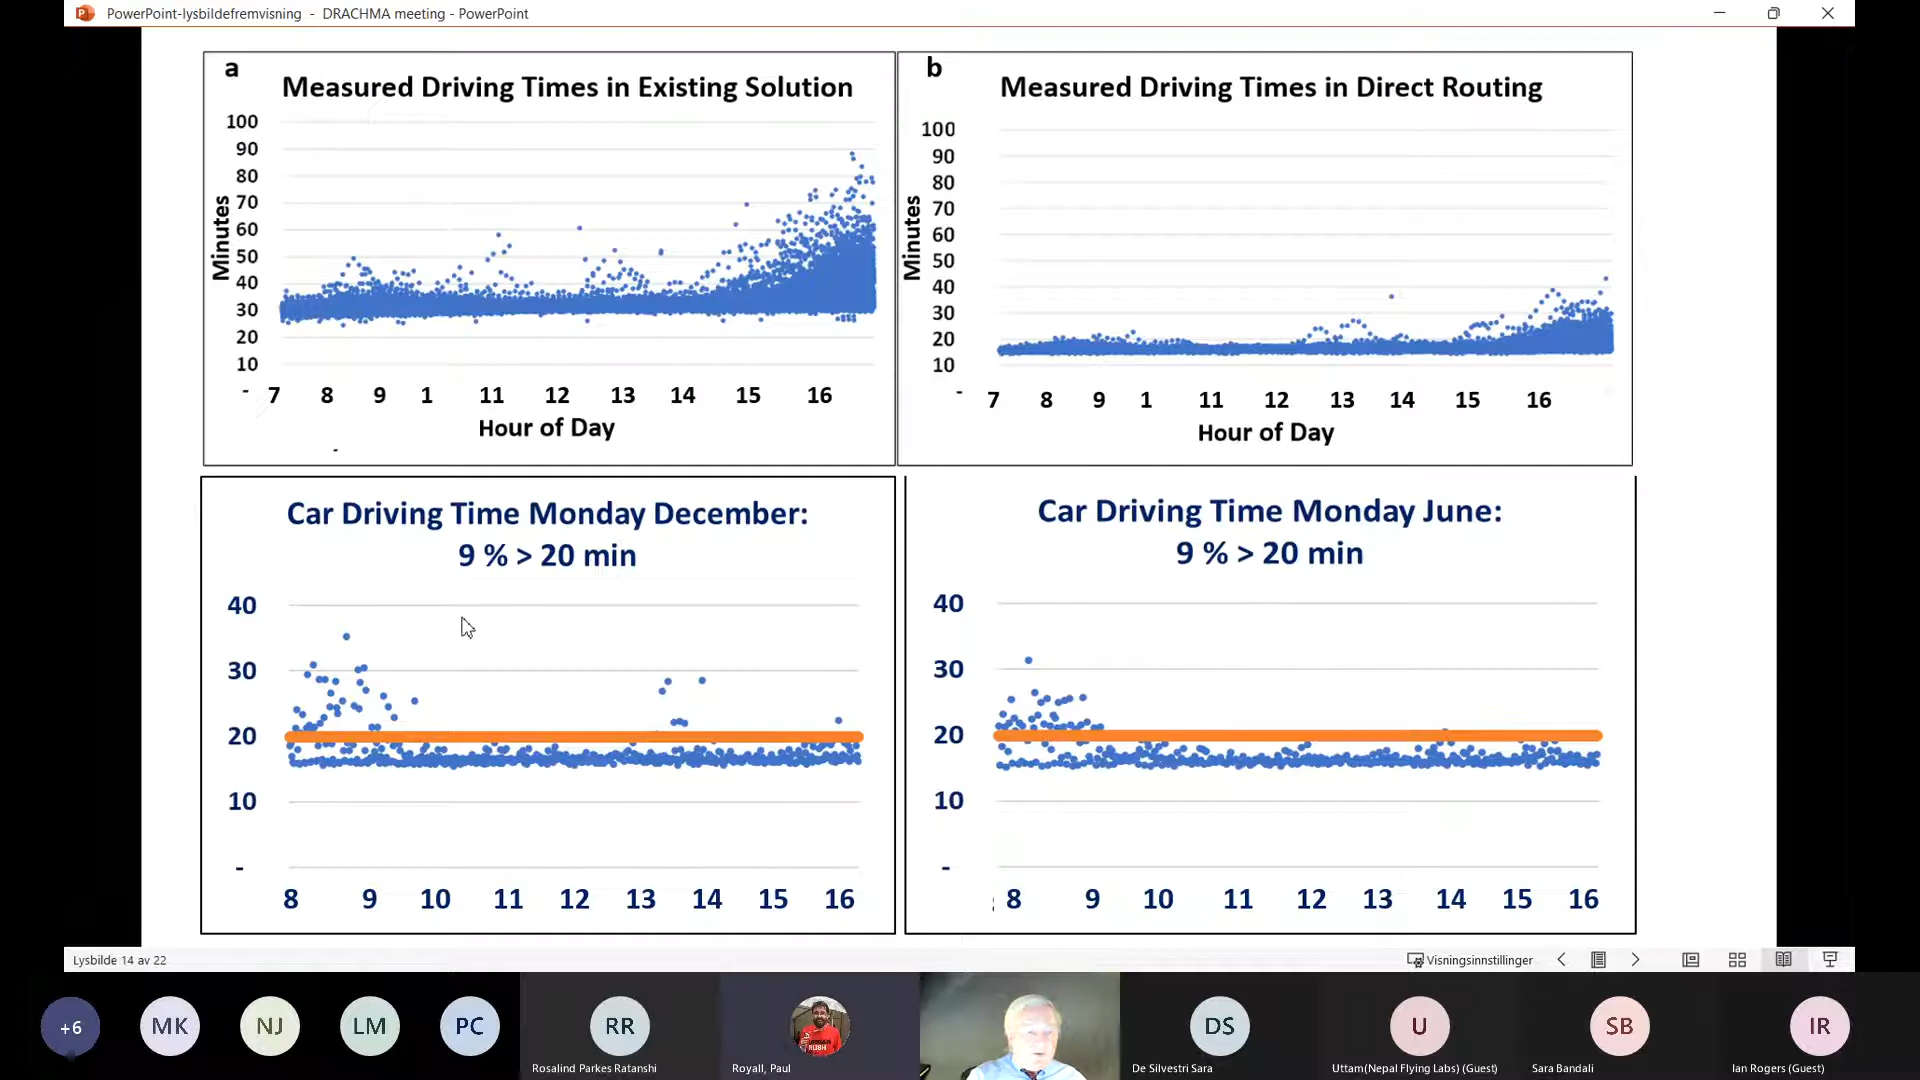 PowerPoint-lysbildefremvisning - DRACHMA meeting - PowerPoint
a
Measured Driving Times in Existing Solution
Minutes
100
90
80
70
60
50
40
30
20
10
-
7 8 9 1 11 12 13 14 15 16
Hour of Day
-
b
Measured Driving Times in Direct Routing
Minutes
100
90
80
70
60
50
40
30
20
10
-
7 8 9 1 11 12 13 14 15 16
Hour of Day
Car Driving Time Monday December:
9 % > 20 min
40
30
20
10
-
8 9 10 11 12 13 14 15 16
Car Driving Time Monday June:
9 % > 20 min
40
30
20
10
-
8 9 10 11 12 13 14 15 16
Lysbilde 14 av 22
Visningsinnstillinger
+6 MK NJ LM PC RR DS U SB IR
Rosalind Parkes Ratanshi Royall, Paul De Silvestri Sara Uttam(Nepal Flying Labs) (Guest) Sara Bandali Ian Rogers (Guest)